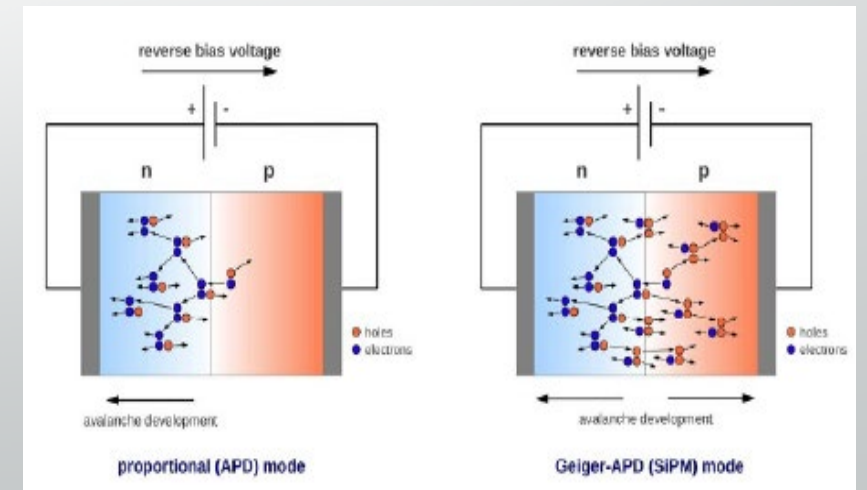 reverse bias voltage
+ -
n p
holes
electrons
avalanche development
proportional (APD) mode
reverse bias voltage
+ -
n p
holes
electrons
avalanche development
Geiger-APD (SiPM) mode